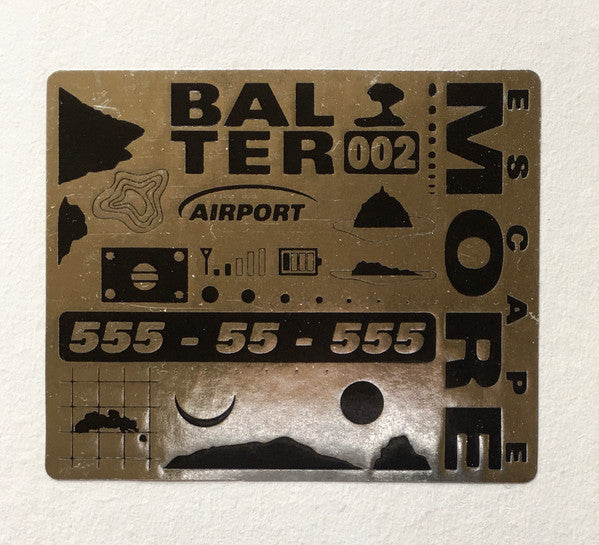 BAL
TER
002
AIRPORT
555 - 55 - 555
MORE
ESCAPE